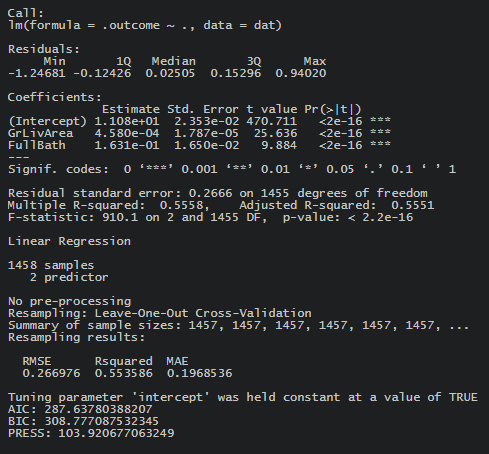 Call:
lm(formula = .outcome ~ ., data = dat)
Residuals:
Min 1Q Median 3Q Max
-1.24681 -0.12426 0.02505 0.15296 0.94020
Coefficients:
Estimate Std. Error t value Pr(>|t|)
(Intercept) 1.108e+01 2.353e-02 470.711 <2e-16 ***
GrLivArea 4.580e-04 1.787e-05 25.636 <2e-16 ***
FullBath 1.631e-01 1.650e-02 9.884 <2e-16 ***
---
Signif. codes: 0 ‘***’ 0.001 ‘**’ 0.01 ‘*’ 0.05 ‘.’ 0.1 ‘ ’ 1
Residual standard error: 0.2666 on 1455 degrees of freedom
Multiple R-squared: 0.5558, Adjusted R-squared: 0.5551
F-statistic: 910.1 on 2 and 1455 DF, p-value: < 2.2e-16
Linear Regression
1458 samples
2 predictor
No pre-processing
Resampling: Leave-One-Out Cross-Validation
Summary of sample sizes: 1457, 1457, 1457, 1457, 1457, 1457, ...
Resampling results:
RMSE Rsquared MAE
0.266976 0.553586 0.1968536
Tuning parameter 'intercept' was held constant at a value of TRUE
AIC: 287.63780388207
BIC: 308.777087532345
PRESS: 103.920677063249